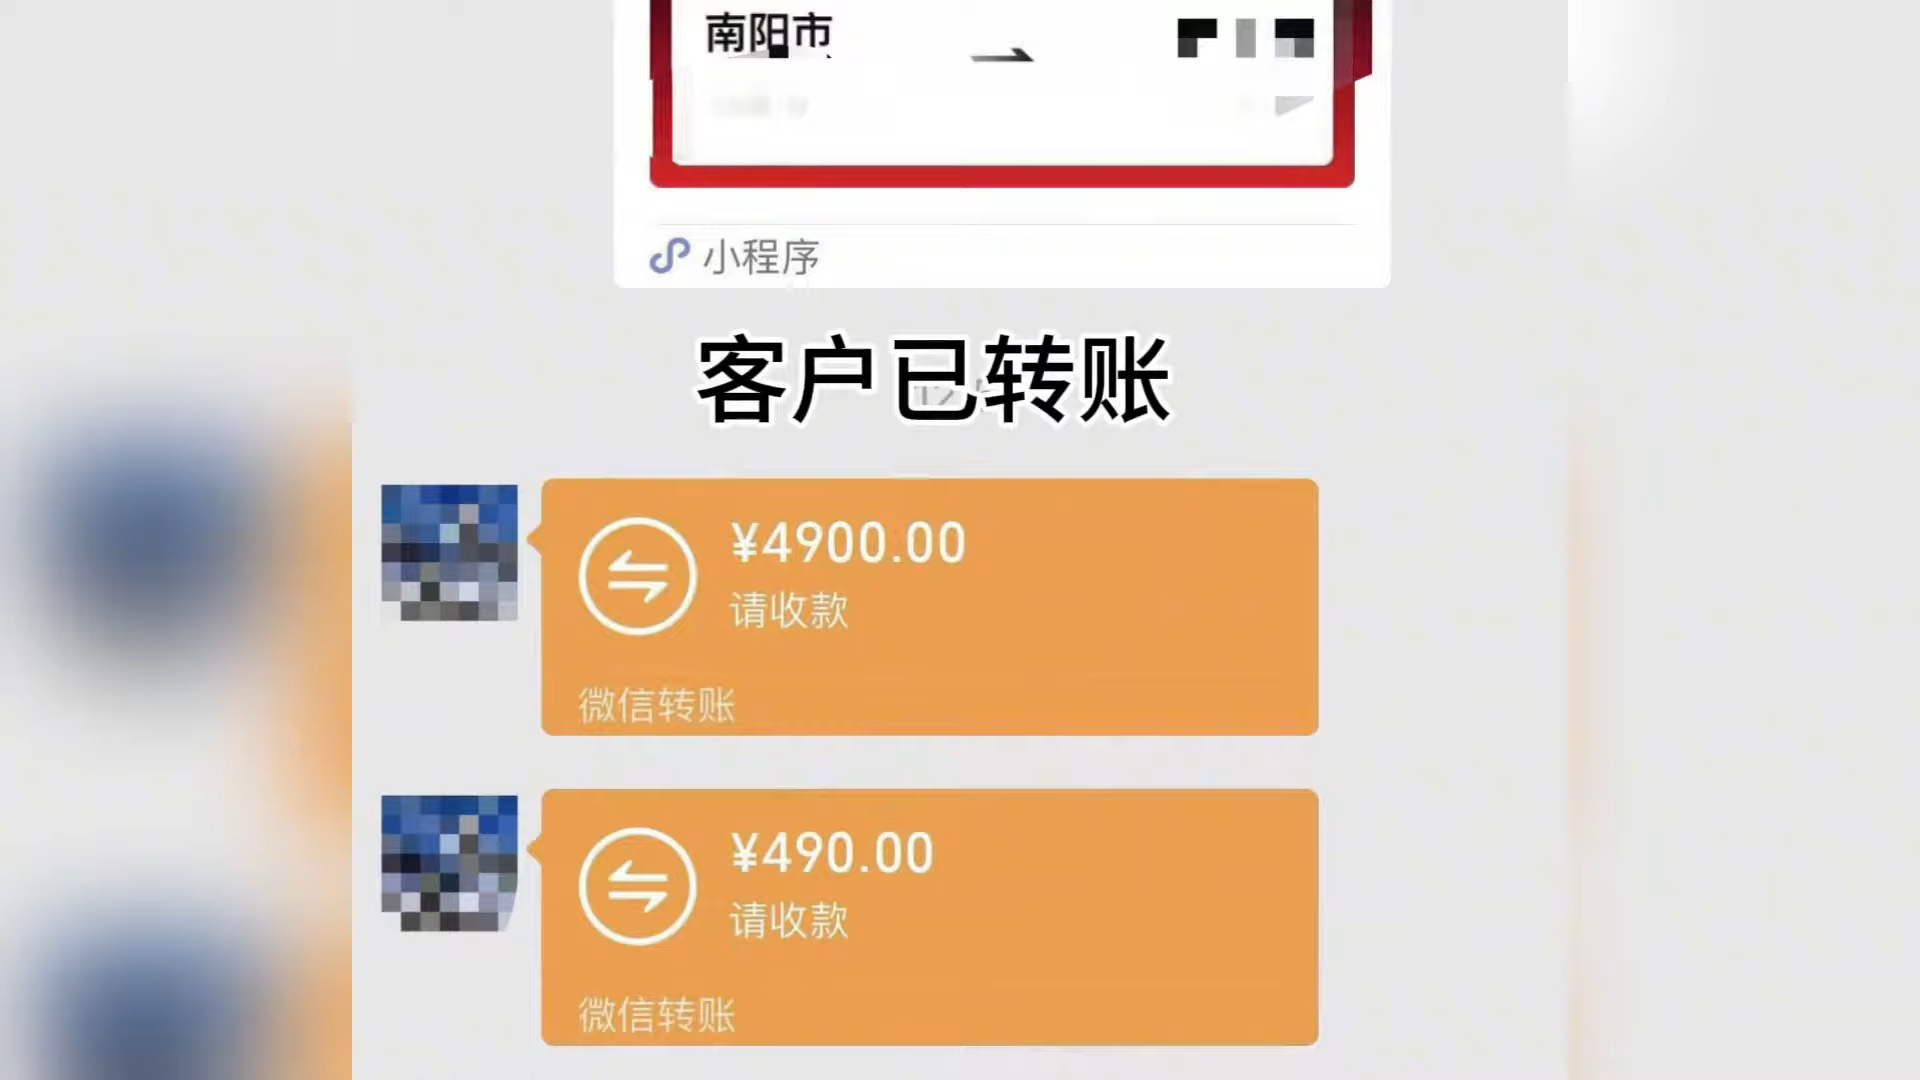 南阳市
小程序
客户已转账
¥4900.00
请收款
微信转账
¥490.00
请收款
微信转账